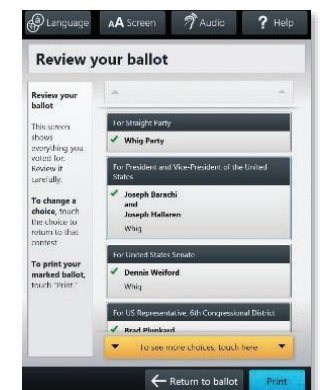 Language
AA Screen
Audio
? Help
Review your ballot
Review your
ballot
This screen
shows
everything you
voted for.
Review it
carefully.
To change a
choice, touch
the choice to
return to that
contest.
To print your
marked ballot,
touch "Print."
For Straight Party
Whig Party
For President and Vice-President of the United
States
Joseph Barachi
and
Joseph Hallaren
Whig
For United States Senate
Dennis Weiford
Whig
For US Representative, 6th Congressional District
Brad Plunkard
To see more choices, touch here
Return to ballot
Print